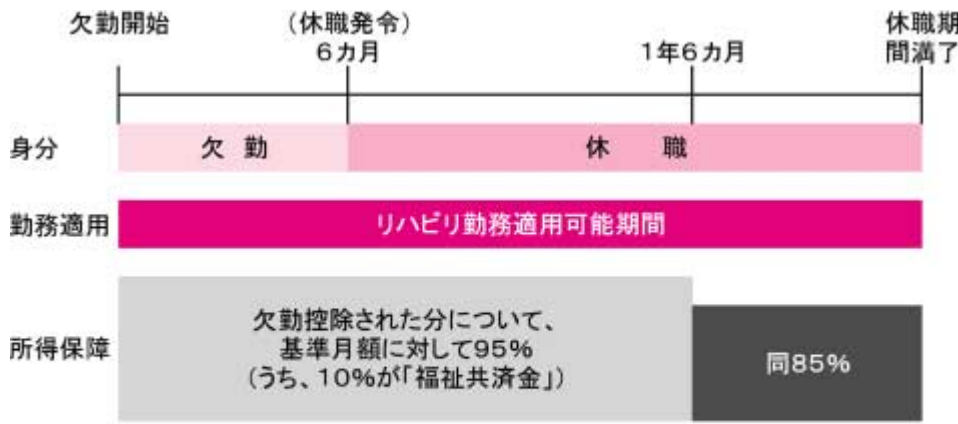 欠勤開始
(休職発令)
6カ月
1年6カ月
休職期
間満了
身分
欠 勤
休 職
勤務適用
リハビリ勤務適用可能期間
所得保障
欠勤控除された分について、
基準月額に対して95%
(うち、10%が「福祉共済金」)
同85%